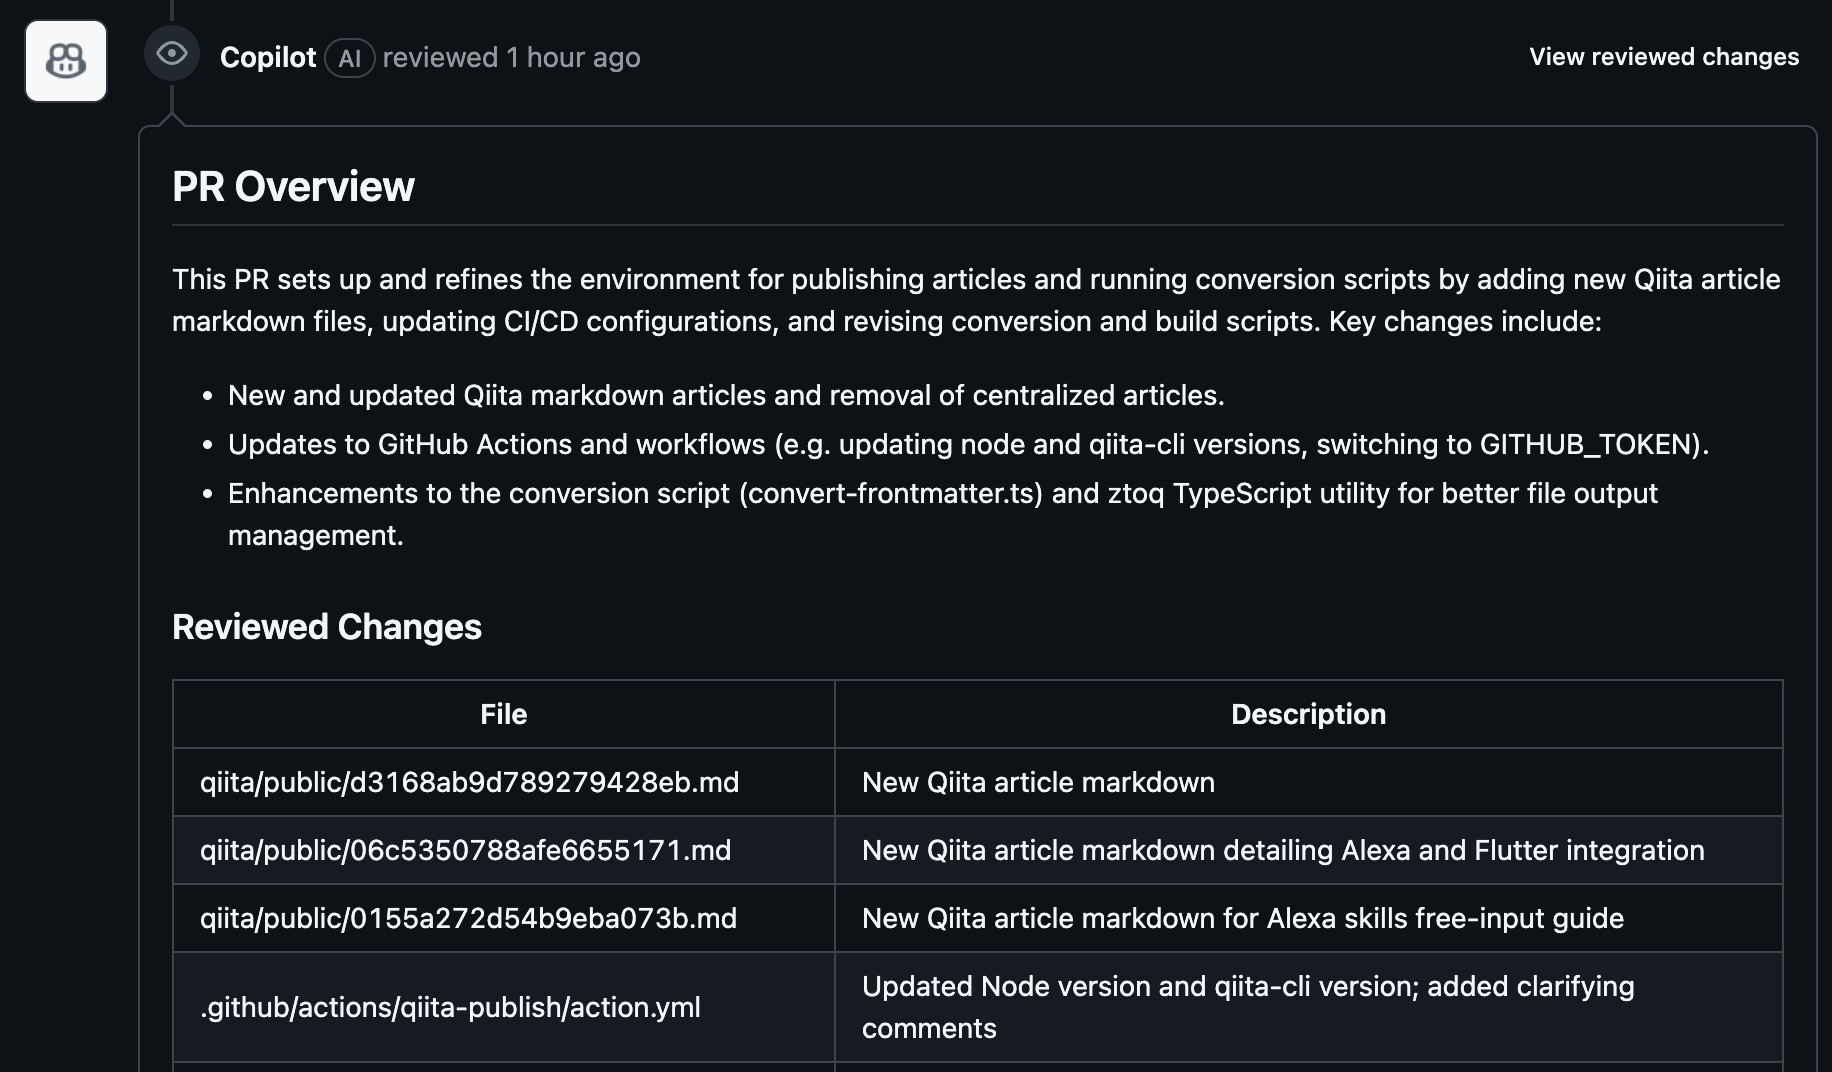 Copilot AI reviewed 1 hour ago
View reviewed changes
PR Overview
This PR sets up and refines the environment for publishing articles and running conversion scripts by adding new Qiita article
markdown files, updating CI/CD configurations, and revising conversion and build scripts. Key changes include:
• New and updated Qiita markdown articles and removal of centralized articles.
• Updates to GitHub Actions and workflows (e.g. updating node and qiita-cli versions, switching to GITHUB_TOKEN).
• Enhancements to the conversion script (convert-frontmatter.ts) and ztoq TypeScript utility for better file output
management.
Reviewed Changes
File Description
qiita/public/d3168ab9d789279428eb.md New Qiita article markdown
qiita/public/06c5350788afe6655171.md New Qiita article markdown detailing Alexa and Flutter integration
qiita/public/0155a272d54b9eba073b.md New Qiita article markdown for Alexa skills free-input guide
.github/actions/qiita-publish/action.yml Updated Node version and qiita-cli version; added clarifying
comments